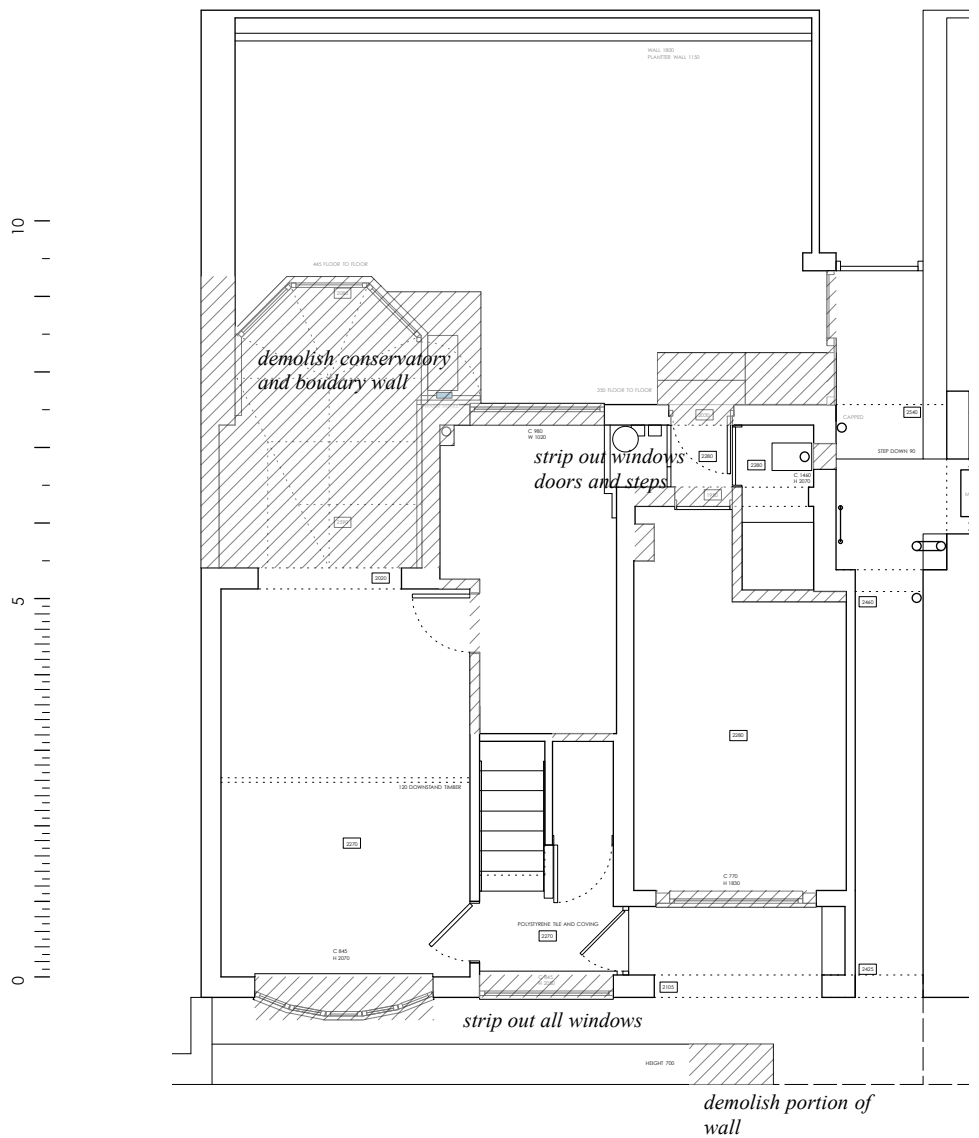 WALL 1800
PLANTER WALL 1150
10
445 FLOOR TO FLOOR
demolish conservatory
and boudary wall
350 FLOOR TO FLOOR
CAPPED
2540
C 980
W 1020
strip out windows
doors and steps
2280
2280
C 1460
H 2070
STEP DOWN 90
M
2020
5
2460
2280
120 DOWNSTAND TIMBER
2270
C 770
H 1830
POLYSTYRENE TILE AND COVING
2270
C 845
H 2070
2425
2105
0
strip out all windows
HEIGHT 700
demolish portion of
wall